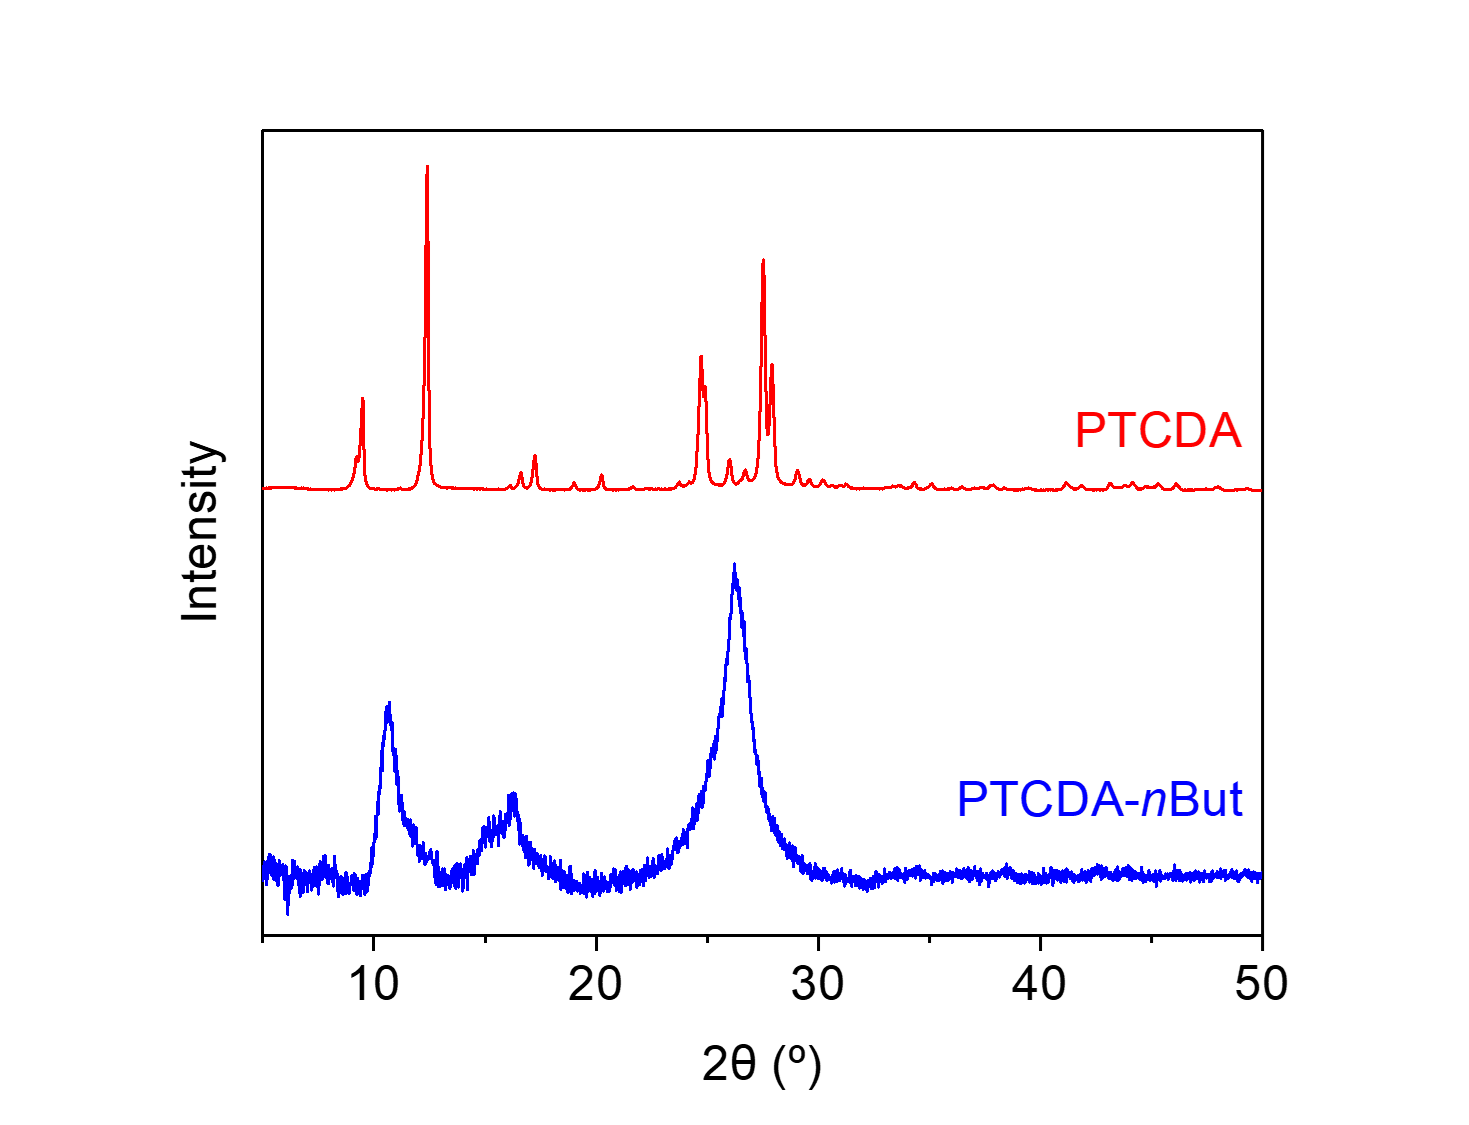 PTCDA
Intensity
PTCDA-nBut
10 20 30 40 50
2θ (º)